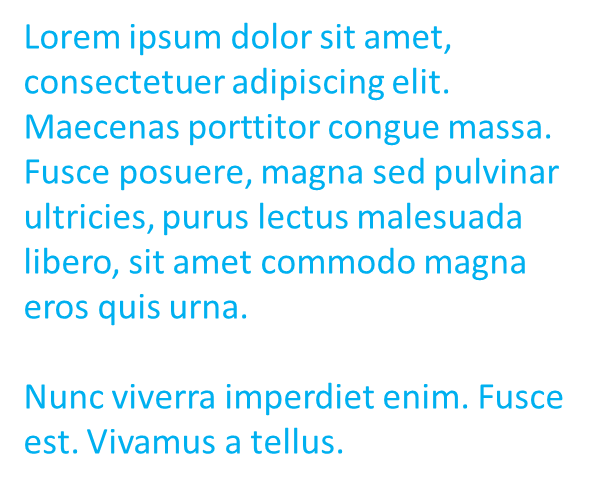 Lorem ipsum dolor sit amet,
consectetuer adipiscing elit.
Maecenas porttitor congue massa.
Fusce posuere, magna sed pulvinar
ultricies, purus lectus malesuada
libero, sit amet commodo magna
eros quis urna.

Nunc viverra imperdiet enim. Fusce
est. Vivamus a tellus.